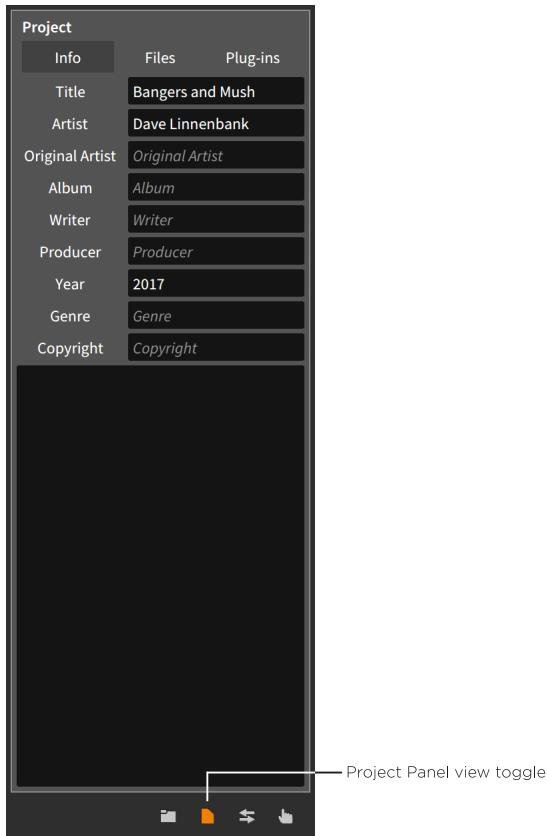 Project
Info Files Plug-ins
Title Bangers and Mush
Artist Dave Linnenbank
Original Artist Original Artist
Album Album
Writer Writer
Producer Producer
Year 2017
Genre Genre
Copyright Copyright
Project Panel view toggle